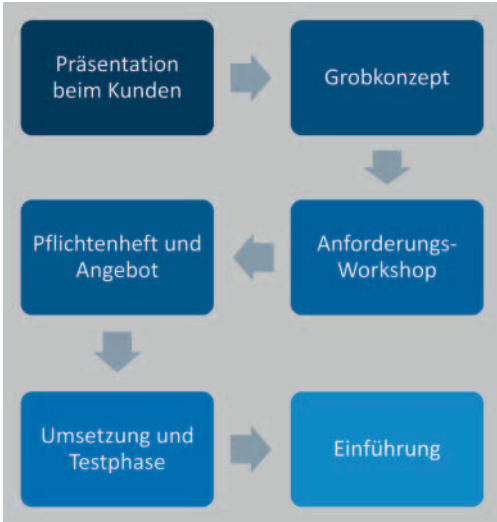 Präsentation
beim Kunden
Grobkonzept
Anforderungs-
Workshop
Pflichtenheft und
Angebot
Umsetzung und
Testphase
Einführung